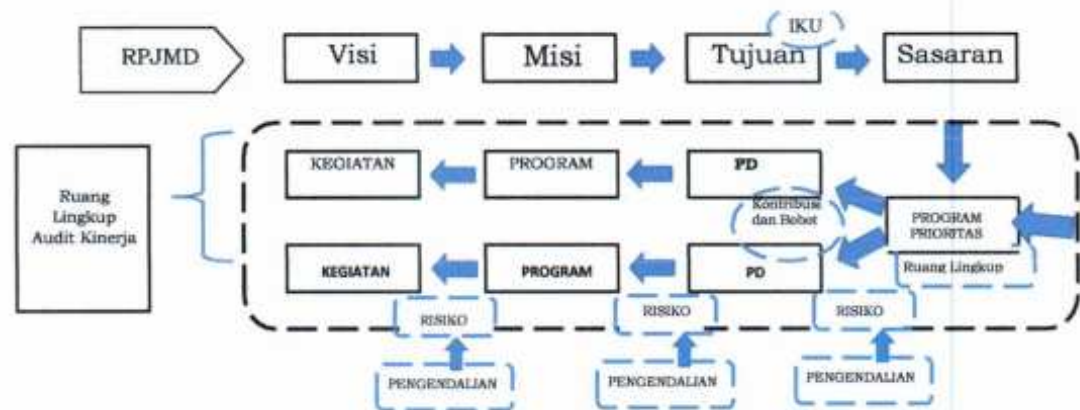 RPJMD
Visi
Misi
Tujuan
IKU
Sasaran
Ruang
Lingkup
Audit Kinerja
KEGIATAN
PROGRAM
PD
Kontribusi
dan Bobot
PROGRAM
PRIORITAS
Ruang Lingkup
KEGIATAN
PROGRAM
PD
RISIKO
RISIKO
RISIKO
PENGENDALIAN
PENGENDALIAN
PENGENDALIAN